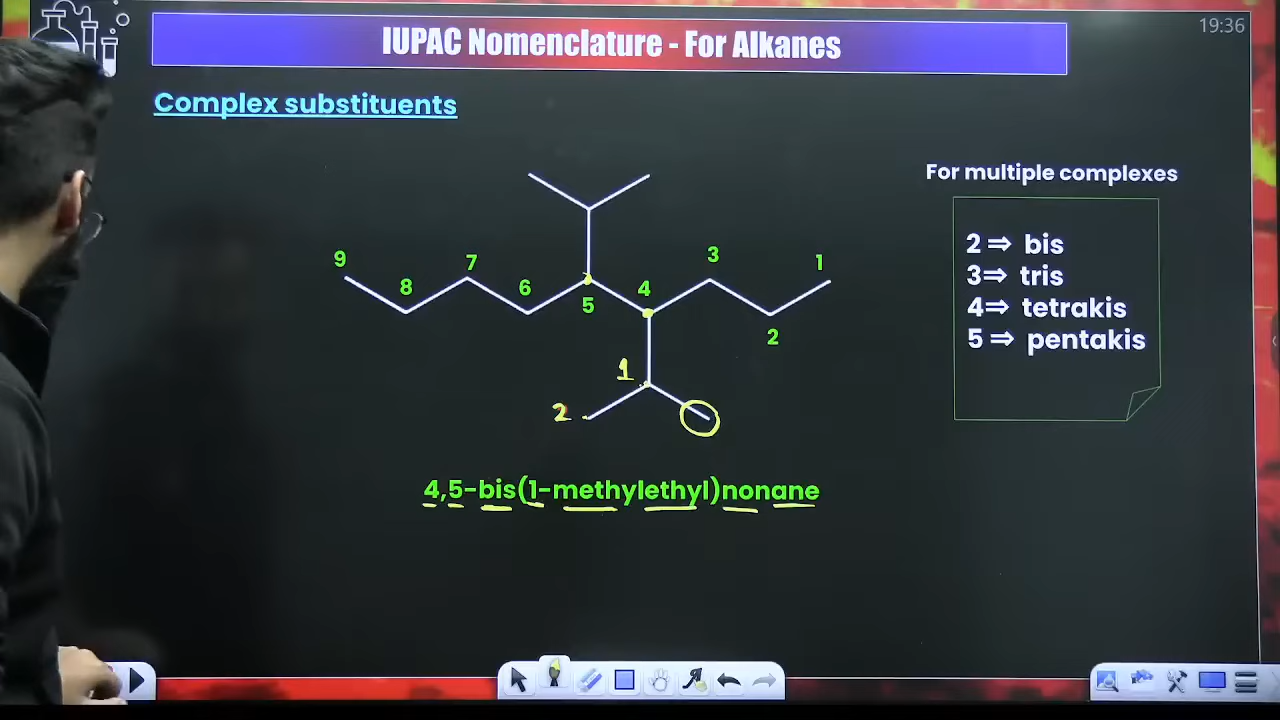 19:36
IUPAC Nomenclature - For Alkanes
Complex substituents
For multiple complexes
2 ⇒ bis
3⇒ tris
4⇒ tetrakis
5 ⇒ pentakis
9
8
7
6
5
4
3
2
1
1
2
4,5-bis(1-methylethyl)nonane